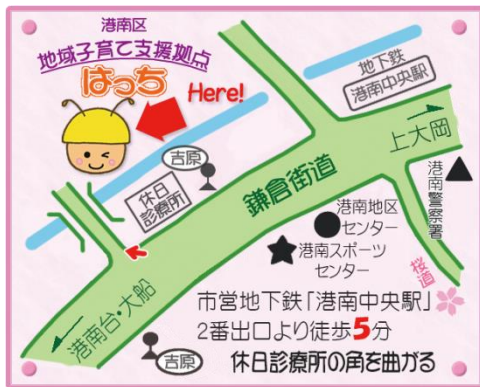 港南区
地域子育て支援拠点
はっち
Here!
地下鉄
港南中央駅
上大岡
吉原
休日
診療所
鎌倉街道
港南警察署
港南地区
センター
港南スポーツ
センター
桜道
港南台・大船
市営地下鉄「港南中央駅」
2番出口より徒歩5分
吉原
休日診療所の角を曲がる